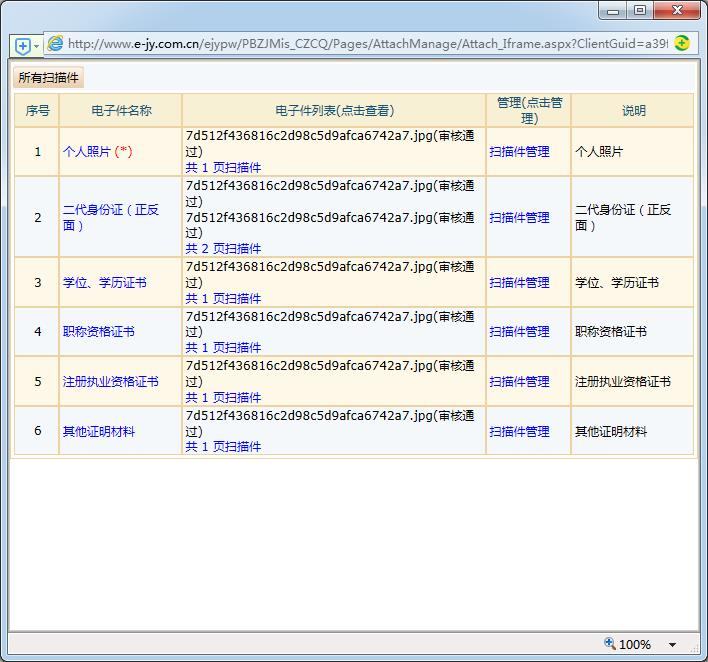 http://www.e-jy.com.cn/ejypw/PBZJMis_CZCQ/Pages/AttachManage/Attach_Iframe.aspx?ClientGuid=a39f
所有扫描件
序号 电子件名称 电子件列表(点击查看) 管理(点击管理) 说明
1 个人照片 (*) 7d512f436816c2d98c5d9afca6742a7.jpg(审核通过) 扫描件管理 个人照片
共 1 页扫描件
2 二代身份证（正反面） 7d512f436816c2d98c5d9afca6742a7.jpg(审核通过) 扫描件管理 二代身份证（正反面）
7d512f436816c2d98c5d9afca6742a7.jpg(审核通过)
共 2 页扫描件
3 学位、学历证书 7d512f436816c2d98c5d9afca6742a7.jpg(审核通过) 扫描件管理 学位、学历证书
共 1 页扫描件
4 职称资格证书 7d512f436816c2d98c5d9afca6742a7.jpg(审核通过) 扫描件管理 职称资格证书
共 1 页扫描件
5 注册执业资格证书 7d512f436816c2d98c5d9afca6742a7.jpg(审核通过) 扫描件管理 注册执业资格证书
共 1 页扫描件
6 其他证明材料 7d512f436816c2d98c5d9afca6742a7.jpg(审核通过) 扫描件管理 其他证明材料
共 1 页扫描件
100%